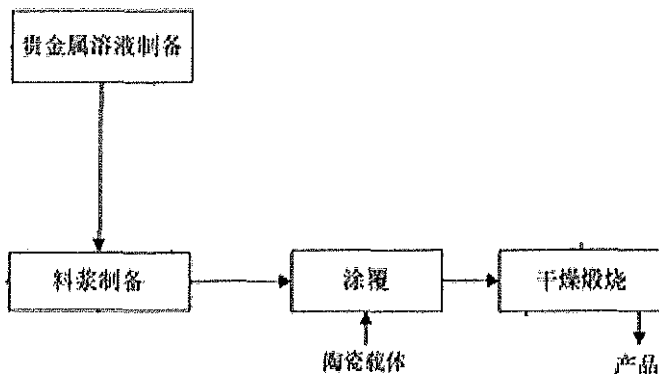 贵金属溶液制备
料浆制备
涂覆
干燥煅烧
陶瓷载体
产品